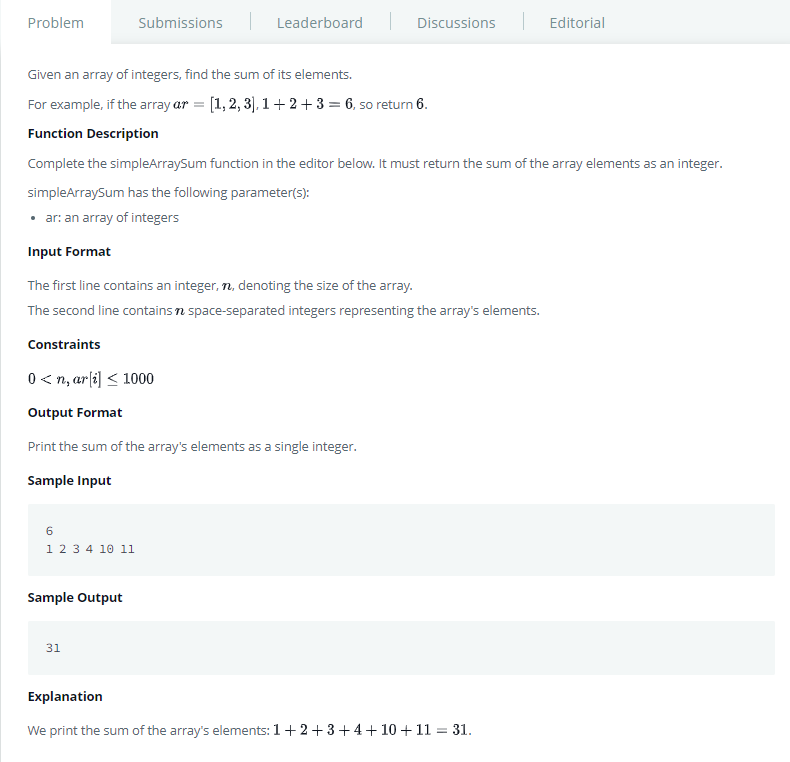 Problem Submissions Leaderboard Discussions Editorial
Given an array of integers, find the sum of its elements.
For example, if the array ar = [1, 2, 3], 1 + 2 + 3 = 6, so return 6.
Function Description
Complete the simpleArraySum function in the editor below. It must return the sum of the array elements as an integer.
simpleArraySum has the following parameter(s):
• ar: an array of integers
Input Format
The first line contains an integer, n, denoting the size of the array.
The second line contains n space-separated integers representing the array's elements.
Constraints
0 < n, ar[i] ≤ 1000
Output Format
Print the sum of the array's elements as a single integer.
Sample Input
6
1 2 3 4 10 11
Sample Output
31
Explanation
We print the sum of the array's elements: 1 + 2 + 3 + 4 + 10 + 11 = 31.